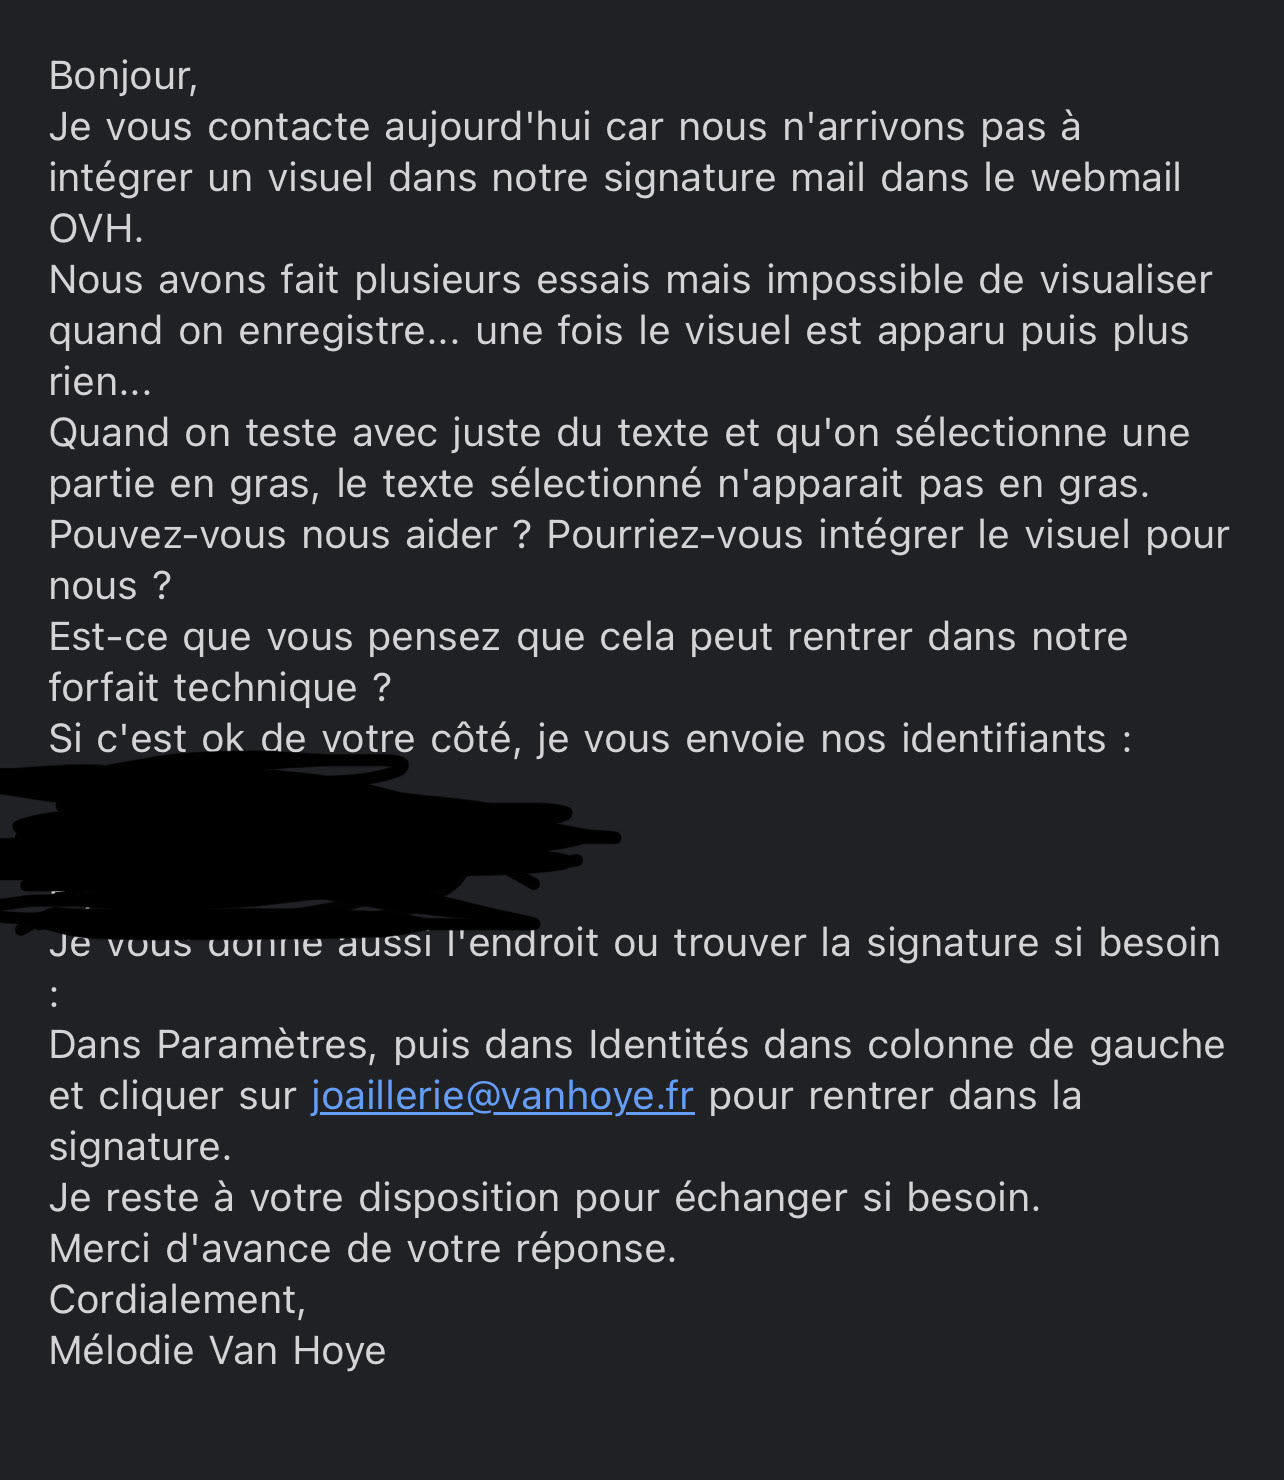 Bonjour,
Je vous contacte aujourd'hui car nous n'arrivons pas à
intégrer un visuel dans notre signature mail dans le webmail
OVH.
Nous avons fait plusieurs essais mais impossible de visualiser
quand on enregistre... une fois le visuel est apparu puis plus
rien...
Quand on teste avec juste du texte et qu'on sélectionne une
partie en gras, le texte sélectionné n'apparait pas en gras.
Pouvez-vous nous aider ? Pourriez-vous intégrer le visuel pour
nous ?
Est-ce que vous pensez que cela peut rentrer dans notre
forfait technique ?
Si c'est ok de votre côté, je vous envoie nos identifiants :
Je vous donne aussi l'endroit ou trouver la signature si besoin
:
Dans Paramètres, puis dans Identités dans colonne de gauche
et cliquer sur joaillerie@vanhoye.fr pour rentrer dans la
signature.
Je reste à votre disposition pour échanger si besoin.
Merci d'avance de votre réponse.
Cordialement,
Mélodie Van Hoye